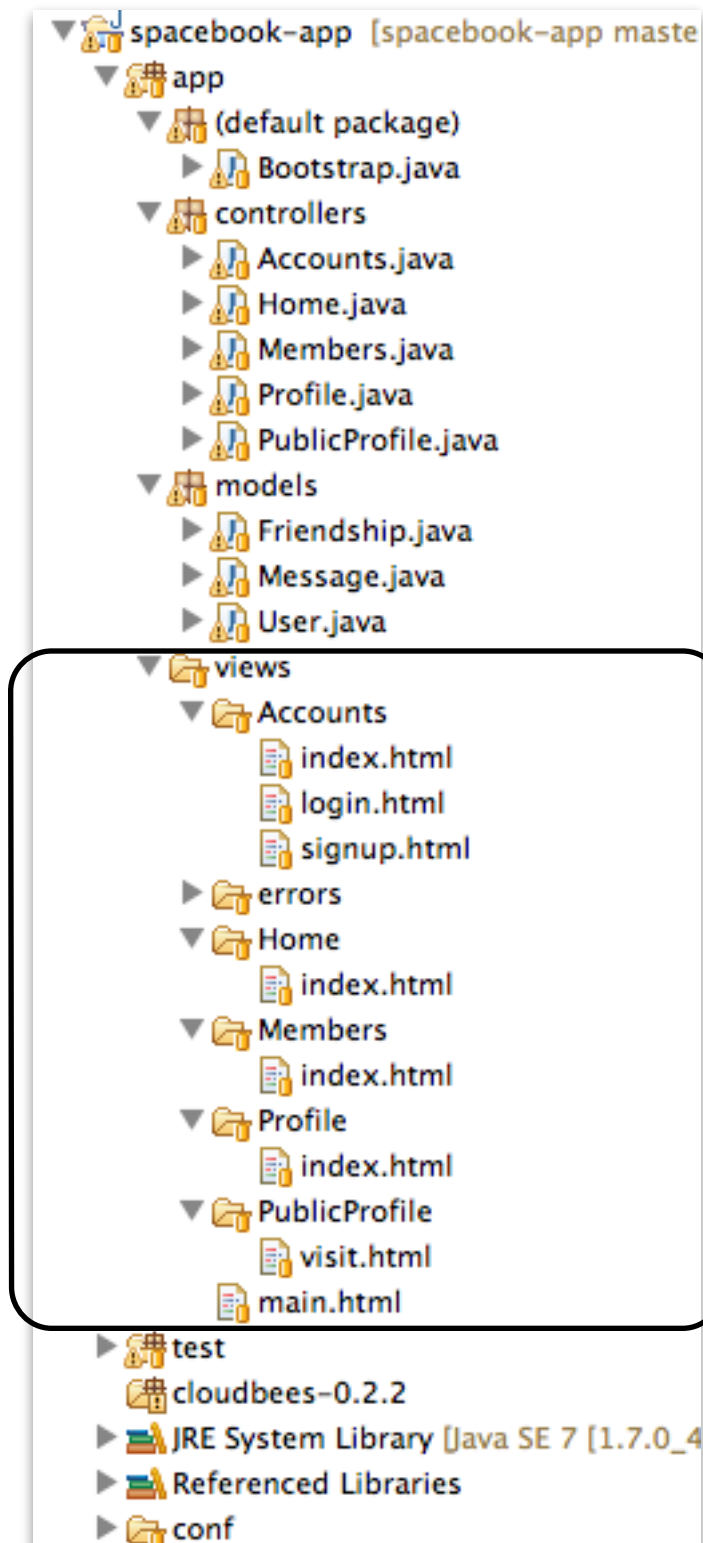 spacebook-app [spacebook-app maste
app
(default package)
Bootstrap.java
controllers
Accounts.java
Home.java
Members.java
Profile.java
PublicProfile.java
models
Friendship.java
Message.java
User.java
views
Accounts
index.html
login.html
signup.html
errors
Home
index.html
Members
index.html
Profile
index.html
PublicProfile
visit.html
main.html
test
cloudbees-0.2.2
JRE System Library [Java SE 7 [1.7.0_4
Referenced Libraries
conf